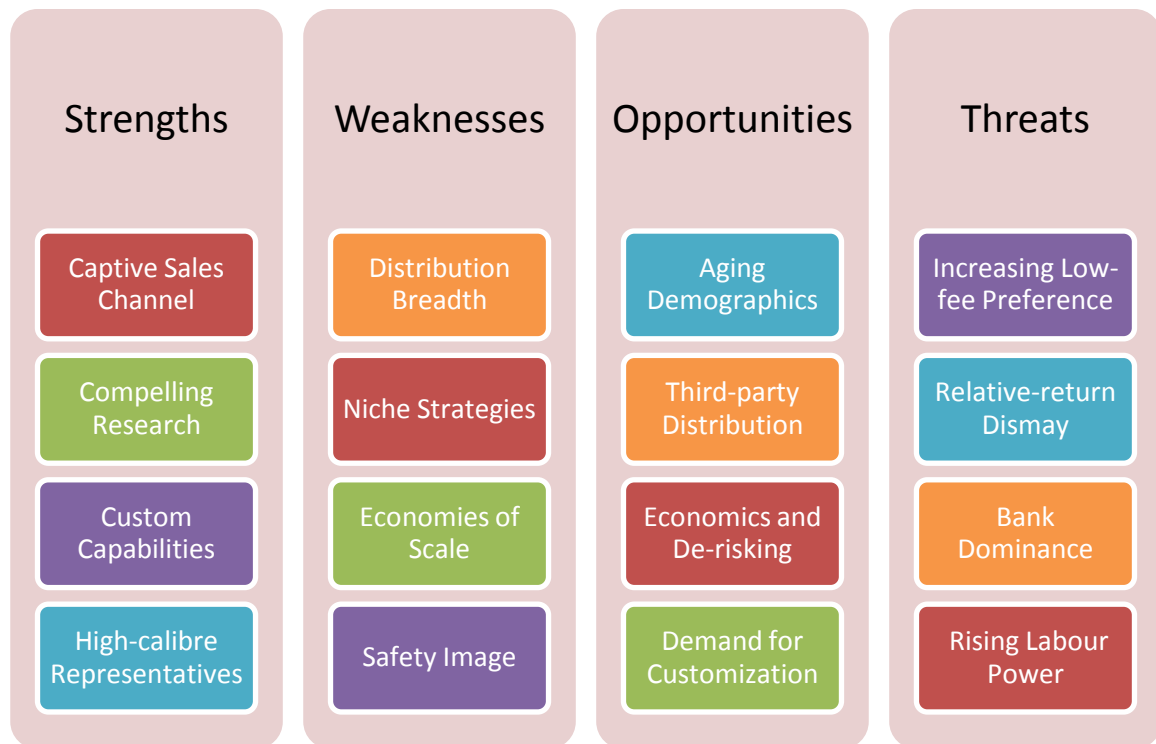 Strengths
Captive Sales
Channel
Compelling
Research
Custom
Capabilities
High-calibre
Representatives
Weaknesses
Distribution
Breadth
Niche Strategies
Economies of
Scale
Safety Image
Opportunities
Aging
Demographics
Third-party
Distribution
Economics and
De-risking
Demand for
Customization
Threats
Increasing Low-
fee Preference
Relative-return
Dismay
Bank
Dominance
Rising Labour
Power